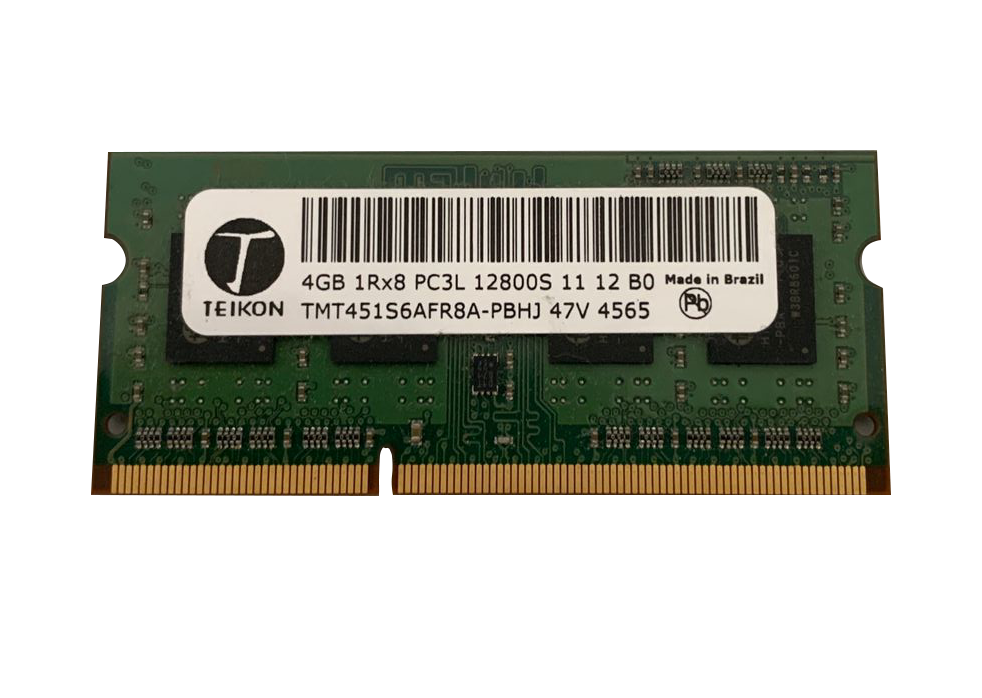 TEIKON
4GB 1Rx8 PC3L 12800S 11 12 B0 Made in Brazil
TMT451S6AFR8A-PBHJ 47V 4565
Pb